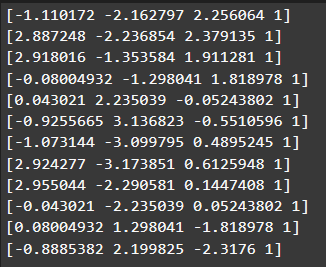 [-1.110172 -2.162797 2.256064 1]
[2.887248 -2.236854 2.379135 1]
[2.918016 -1.353584 1.911281 1]
[-0.08004932 -1.298041 1.818978 1]
[0.043021 2.235039 -0.05243802 1]
[-0.9255665 3.136823 -0.5510596 1]
[-1.073144 -3.099795 0.4895245 1]
[2.924277 -3.173851 0.6125948 1]
[2.955044 -2.290581 0.1447408 1]
[-0.043021 -2.235039 0.05243802 1]
[0.08004932 1.298041 -1.818978 1]
[-0.8885382 2.199825 -2.3176 1]